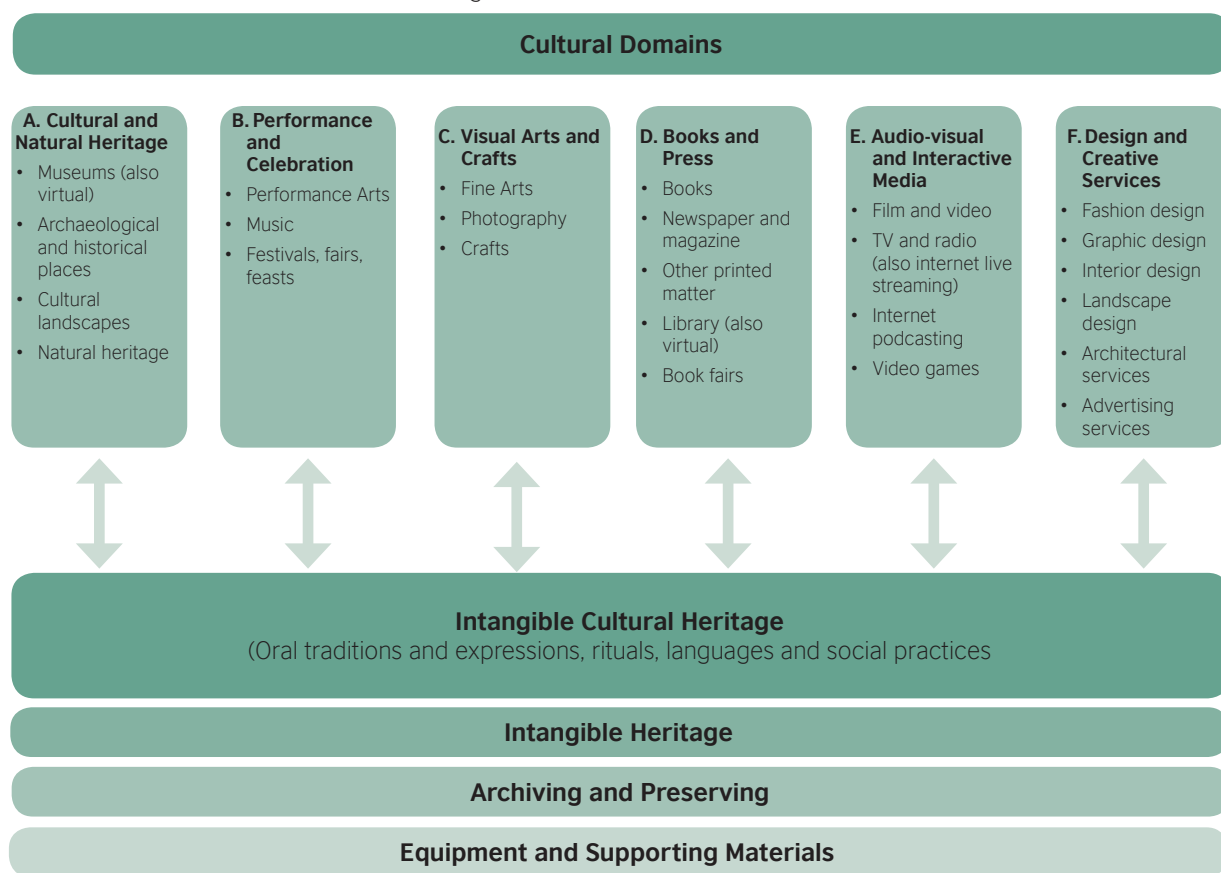 Cultural Domains
A. Cultural and
Natural Heritage
• Museums (also
virtual)
• Archaeological
and historical
places
• Cultural
landscapes
• Natural heritage
B. Performance
and
Celebration
• Performance Arts
• Music
• Festivals, fairs,
feasts
C. Visual Arts and
Crafts
• Fine Arts
• Photography
• Crafts
D. Books and
Press
• Books
• Newspaper and
magazine
• Other printed
matter
• Library (also
virtual)
• Book fairs
E. Audio-visual
and Interactive
Media
• Film and video
• TV and radio
(also internet live
streaming)
• Internet
podcasting
• Video games
F. Design and
Creative
Services
• Fashion design
• Graphic design
• Interior design
• Landscape
design
• Architectural
services
• Advertising
services
Intangible Cultural Heritage
(Oral traditions and expressions, rituals, languages and social practices
Intangible Heritage
Archiving and Preserving
Equipment and Supporting Materials